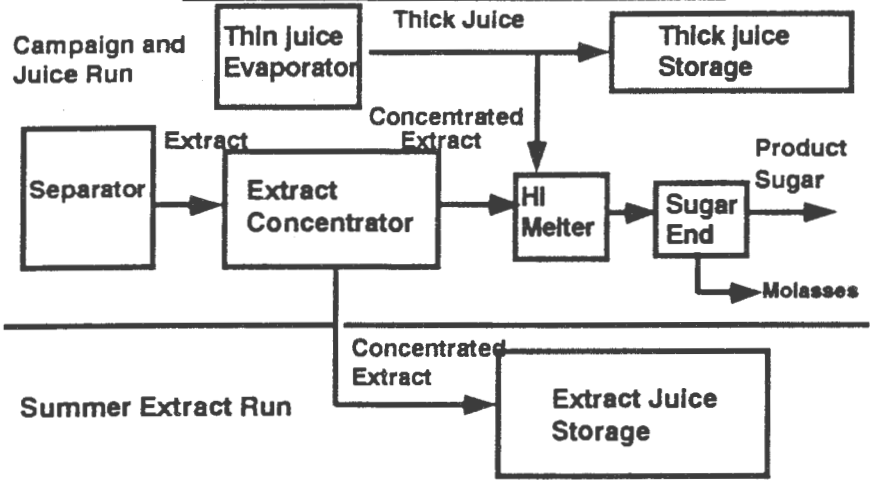 Campaign and
Juice Run
Thin juice
Evaporator
Thick Juice
Thick juice
Storage
Concentrated
Extract
Extract
Separator
Extract
Concentrator
HI
Melter
Sugar
End
Product
Sugar
Molasses
Concentrated
Extract
Summer Extract Run
Extract Juice
Storage